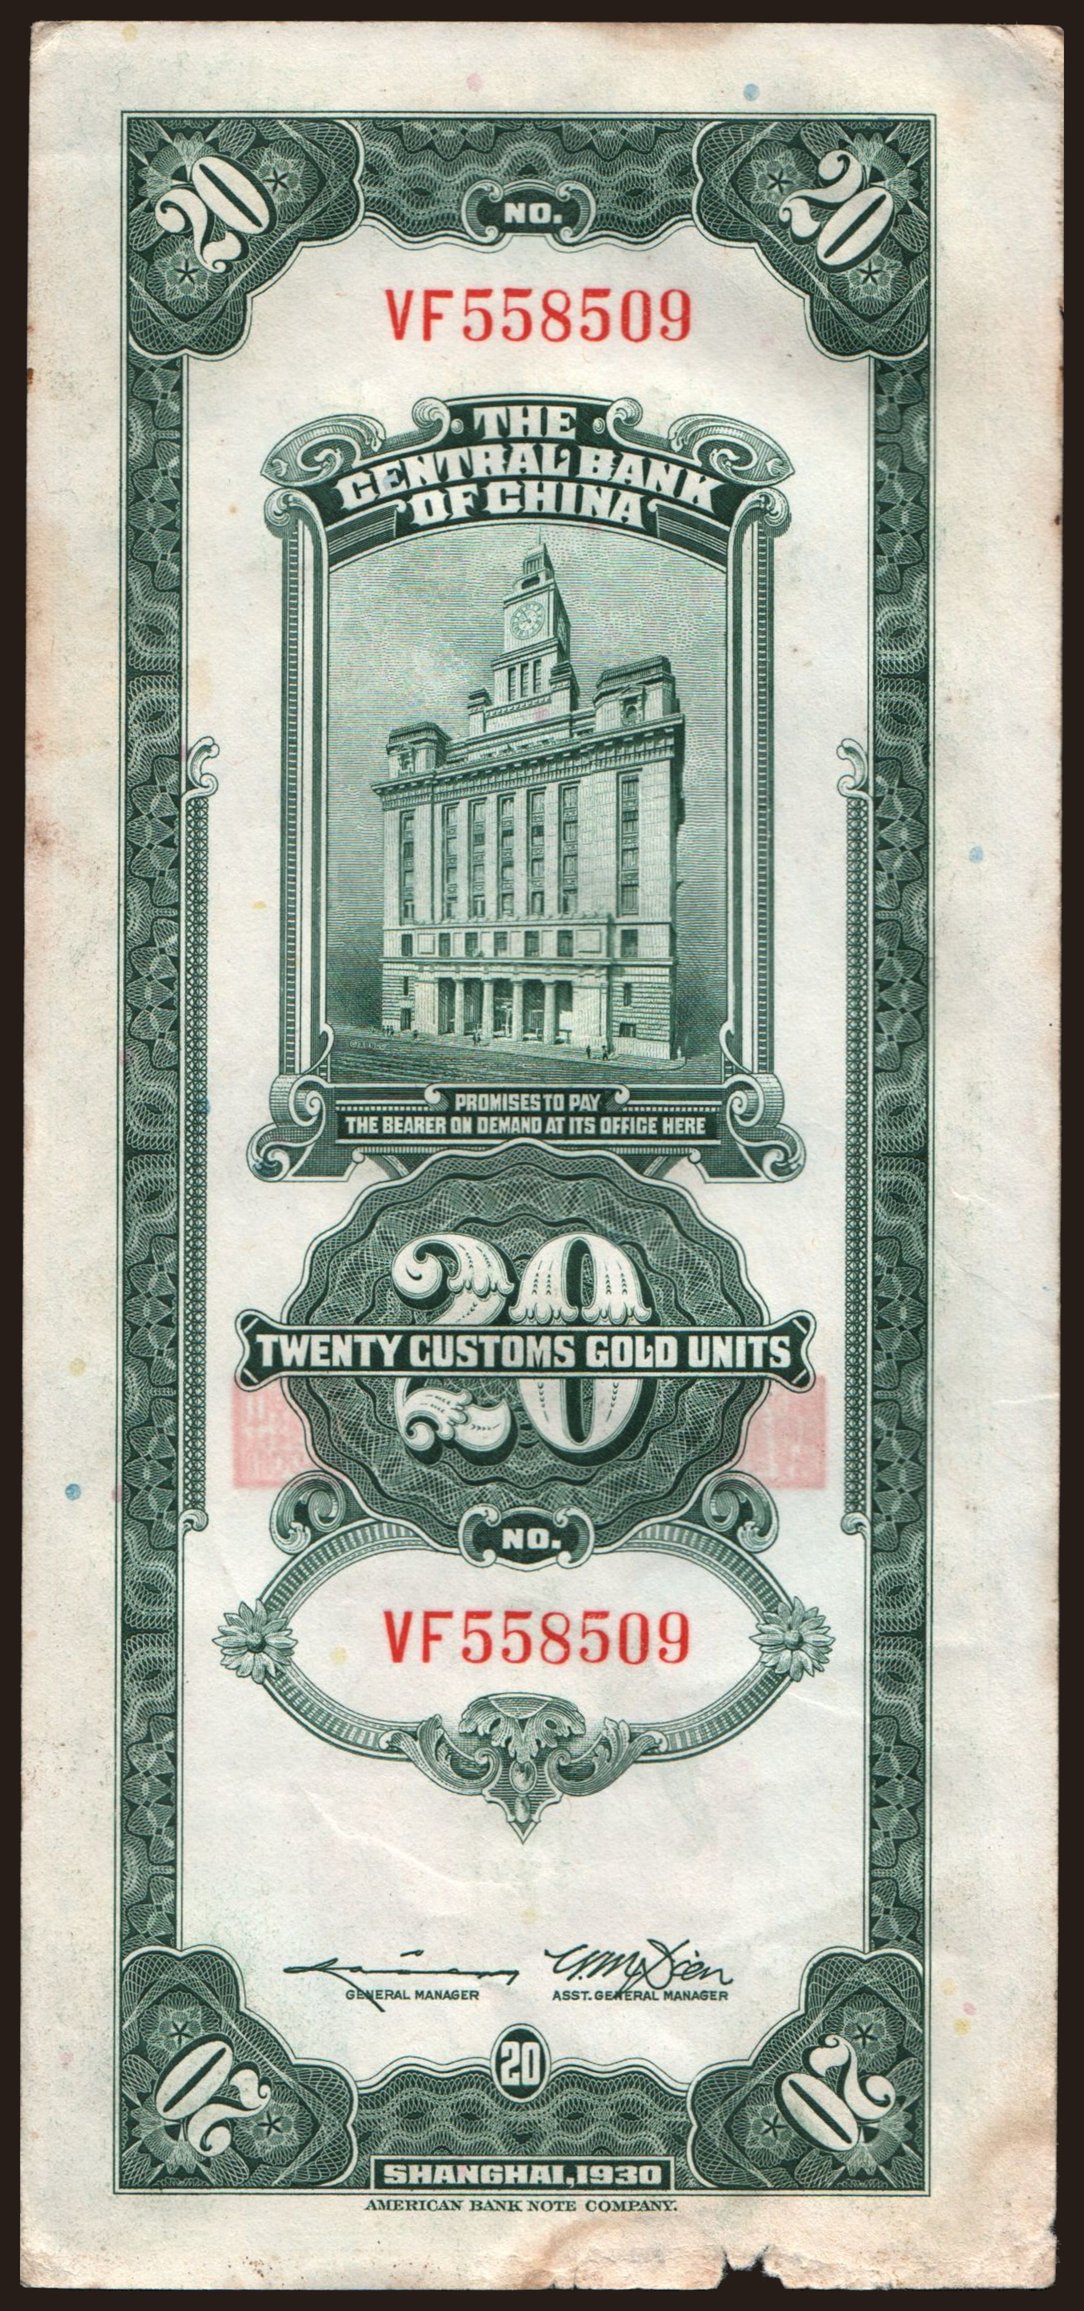 20
20
NO.
VF558509
THE
CENTRAL BANK
OF CHINA
PROMISES TO PAY
THE BEARER ON DEMAND AT ITS OFFICE HERE
20
TWENTY CUSTOMS GOLD UNITS
NO.
VF558509
GENERAL MANAGER
ASST. GENERAL MANAGER
20
20
20
SHANGHAI, 1930
AMERICAN BANK NOTE COMPANY.